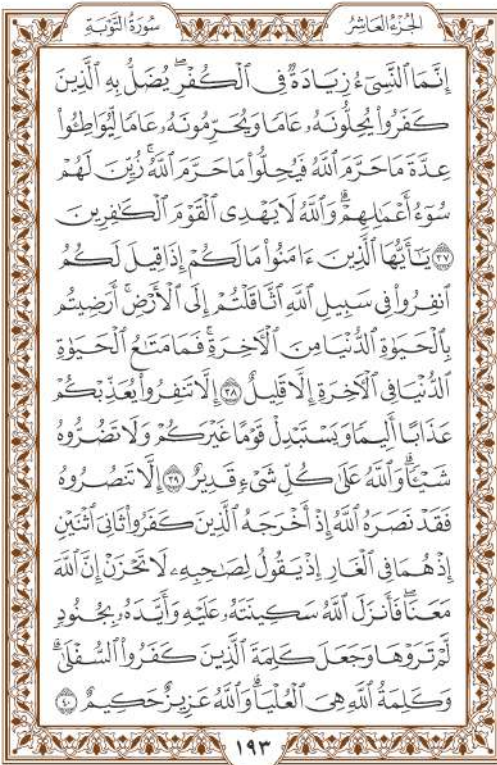 الجُزْءُ العَاشِرُ سُورَةُ التَّوْبَةِ
إِنَّمَا ٱلنَّسِىٓءُ زِيَادَةٌ فِى ٱلْكُفْرِ ۖ يُضَلُّ بِهِ ٱلَّذِينَ
كَفَرُوا۟ يُحِلُّونَهُۥ عَامًا وَيُحَرِّمُونَهُۥ عَامًا لِّيُوَاطِـُٔوا۟
عِدَّةَ مَا حَرَّمَ ٱللَّهُ فَيُحِلُّوا۟ مَا حَرَّمَ ٱللَّهُ ۚ زُيِّنَ لَهُمْ
سُوٓءُ أَعْمَـٰلِهِمْ ۗ وَٱللَّهُ لَا يَهْدِى ٱلْقَوْمَ ٱلْكَـٰفِرِينَ
٣٧ يَـٰٓأَيُّهَا ٱلَّذِينَ ءَامَنُوا۟ مَا لَكُمْ إِذَا قِيلَ لَكُمُ
ٱنفِرُوا۟ فِى سَبِيلِ ٱللَّهِ ٱثَّاقَلْتُمْ إِلَى ٱلْأَرْضِ ۚ أَرَضِيتُم
بِٱلْحَيَوٰةِ ٱلدُّنْيَا مِنَ ٱلْـَٔاخِرَةِ ۚ فَمَا مَتَـٰعُ ٱلْحَيَوٰةِ
ٱلدُّنْيَا فِى ٱلْـَٔاخِرَةِ إِلَّا قَلِيلٌ ٣٨ إِلَّا تَنفِرُوا۟ يُعَذِّبْكُمْ
عَذَابًا أَلِيمًا وَيَسْتَبْدِلْ قَوْمًا غَيْرَكُمْ وَلَا تَضُرُّوهُ
شَيْـًٔا ۗ وَٱللَّهُ عَلَىٰ كُلِّ شَىْءٍ قَدِيرٌ ٣٩ إِلَّا تَنصُرُوهُ
فَقَدْ نَصَرَهُ ٱللَّهُ إِذْ أَخْرَجَهُ ٱلَّذِينَ كَفَرُوا۟ ثَانِىَ ٱثْنَيْنِ
إِذْ هُمَا فِى ٱلْغَارِ إِذْ يَقُولُ لِصَـٰحِبِهِۦ لَا تَحْزَنْ إِنَّ ٱللَّهَ
مَعَنَا ۖ فَأَنزَلَ ٱللَّهُ سَكِينَتَهُۥ عَلَيْهِ وَأَيَّدَهُۥ بِجُنُودٍ
لَّمْ تَرَوْهَا وَجَعَلَ كَلِمَةَ ٱلَّذِينَ كَفَرُوا۟ ٱلسُّفْلَىٰ ۗ
وَكَلِمَةُ ٱللَّهِ هِىَ ٱلْعُلْيَا ۗ وَٱللَّهُ عَزِيزٌ حَكِيمٌ ٤٠
١٩٣